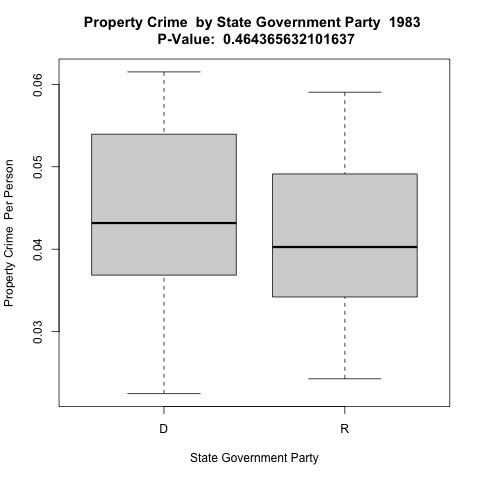 Property Crime  by State Government Party  1983
P-Value:  0.464365632101637
Property Crime  Per Person
0.06
0.05
0.04
0.03
D
R
State Government Party